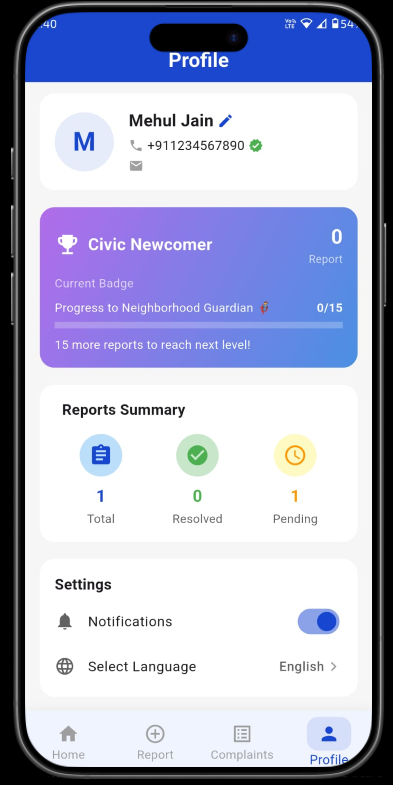 :40 Vo LTE 54
Profile
M
Mehul Jain
+911234567890
Civic Newcomer 0
Report
Current Badge
Progress to Neighborhood Guardian 0/15
15 more reports to reach next level!
Reports Summary
1 0 1
Total Resolved Pending
Settings
Notifications
Select Language English
Home Report Complaints Profile